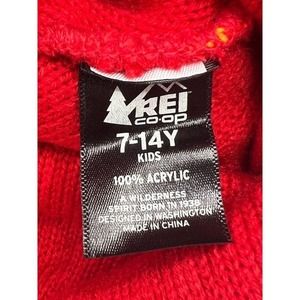 REI
CO·OP
7-14Y
KIDS
100% ACRYLIC
A WILDERNESS
SPIRIT BORN IN 1938
DESIGNED IN WASHINGTON
MADE IN CHINA